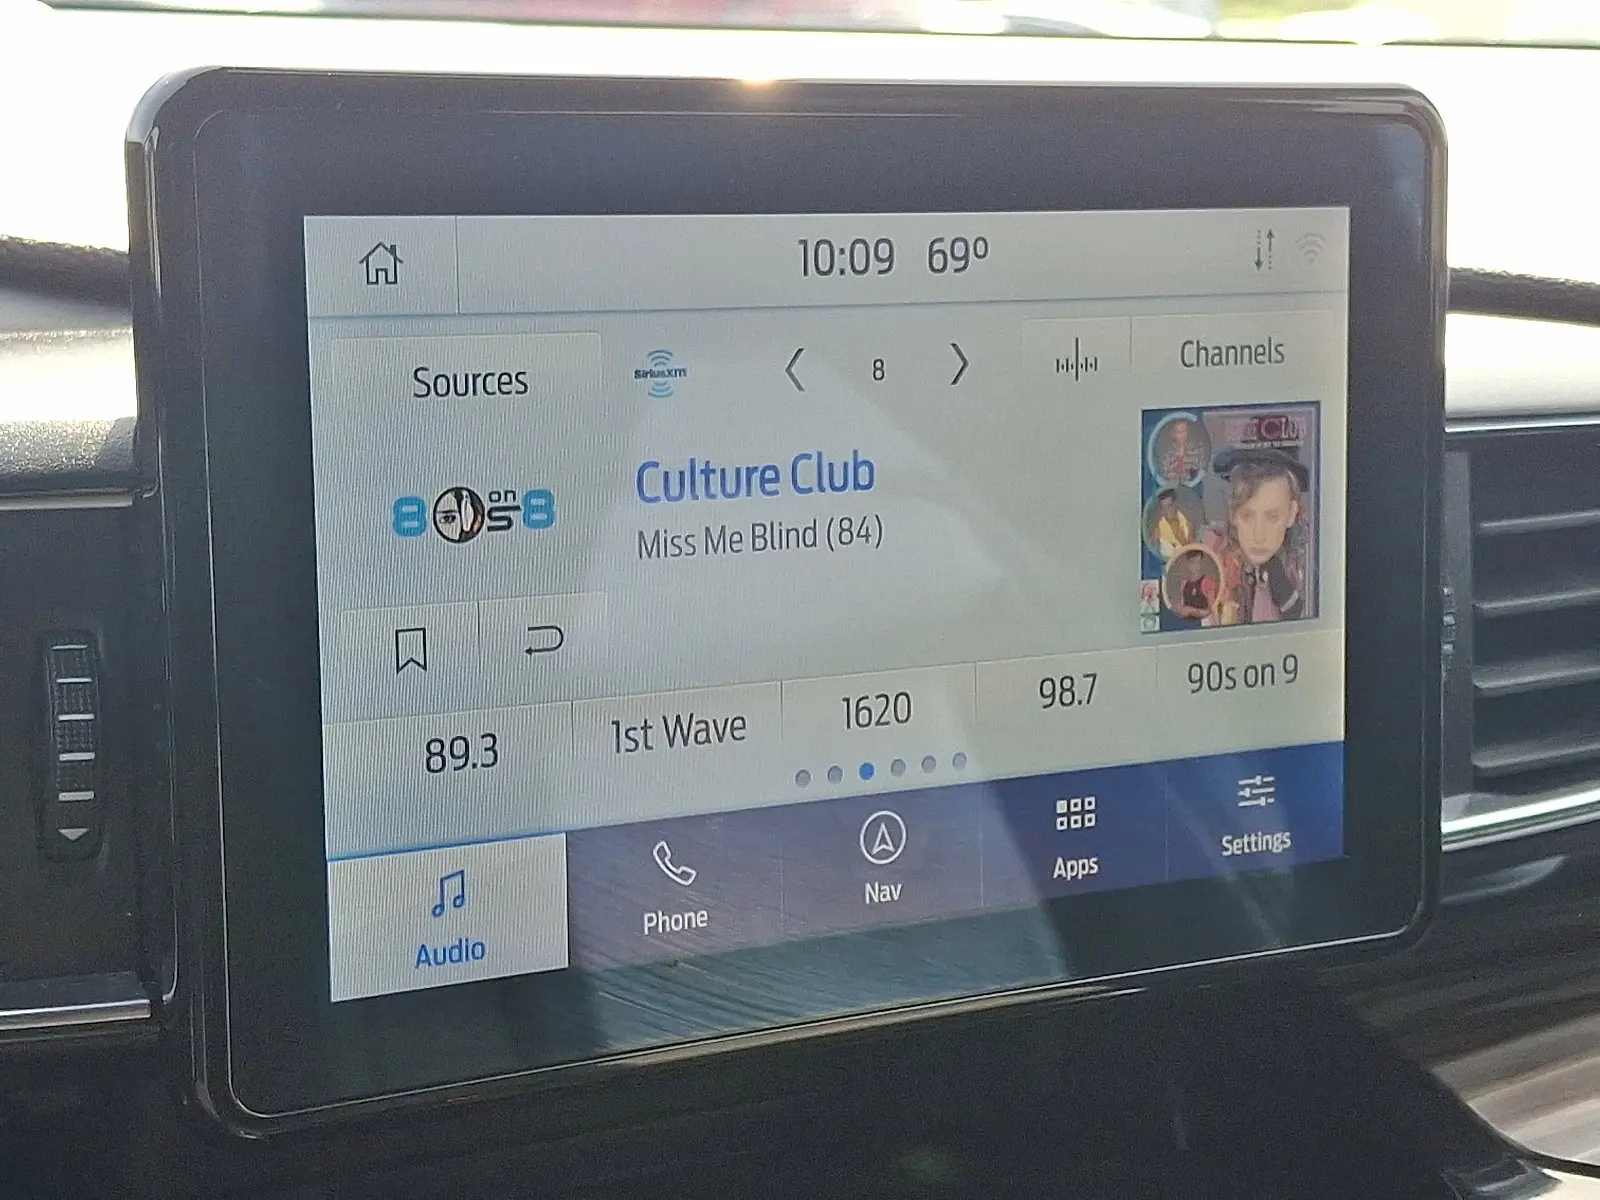 10:09 69°
Sources
SiriusXM
8
Channels
80s on 8
Culture Club
Miss Me Blind (84)
89.3
1st Wave
1620
98.7
90s on 9
Audio
Phone
Nav
Apps
Settings